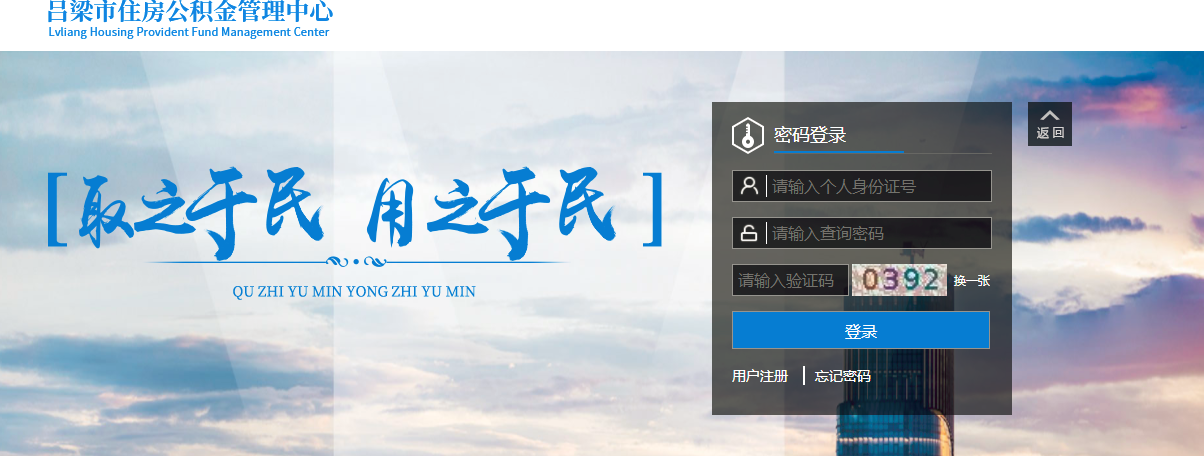 吕梁市住房公积金管理中心
Lvliang Housing Provident Fund Management Center
[取之于民 用之于民]
QU ZHI YU MIN YONG ZHI YU MIN
密码登录
返回
请输入个人身份证号
请输入查询密码
请输入验证码 0392 换一张
登录
用户注册 忘记密码